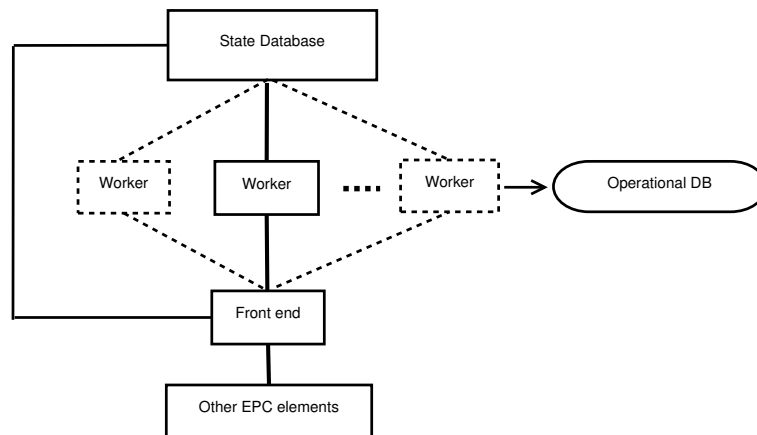 State Database
Worker
Worker
Worker
Operational DB
Front end
Other EPC elements